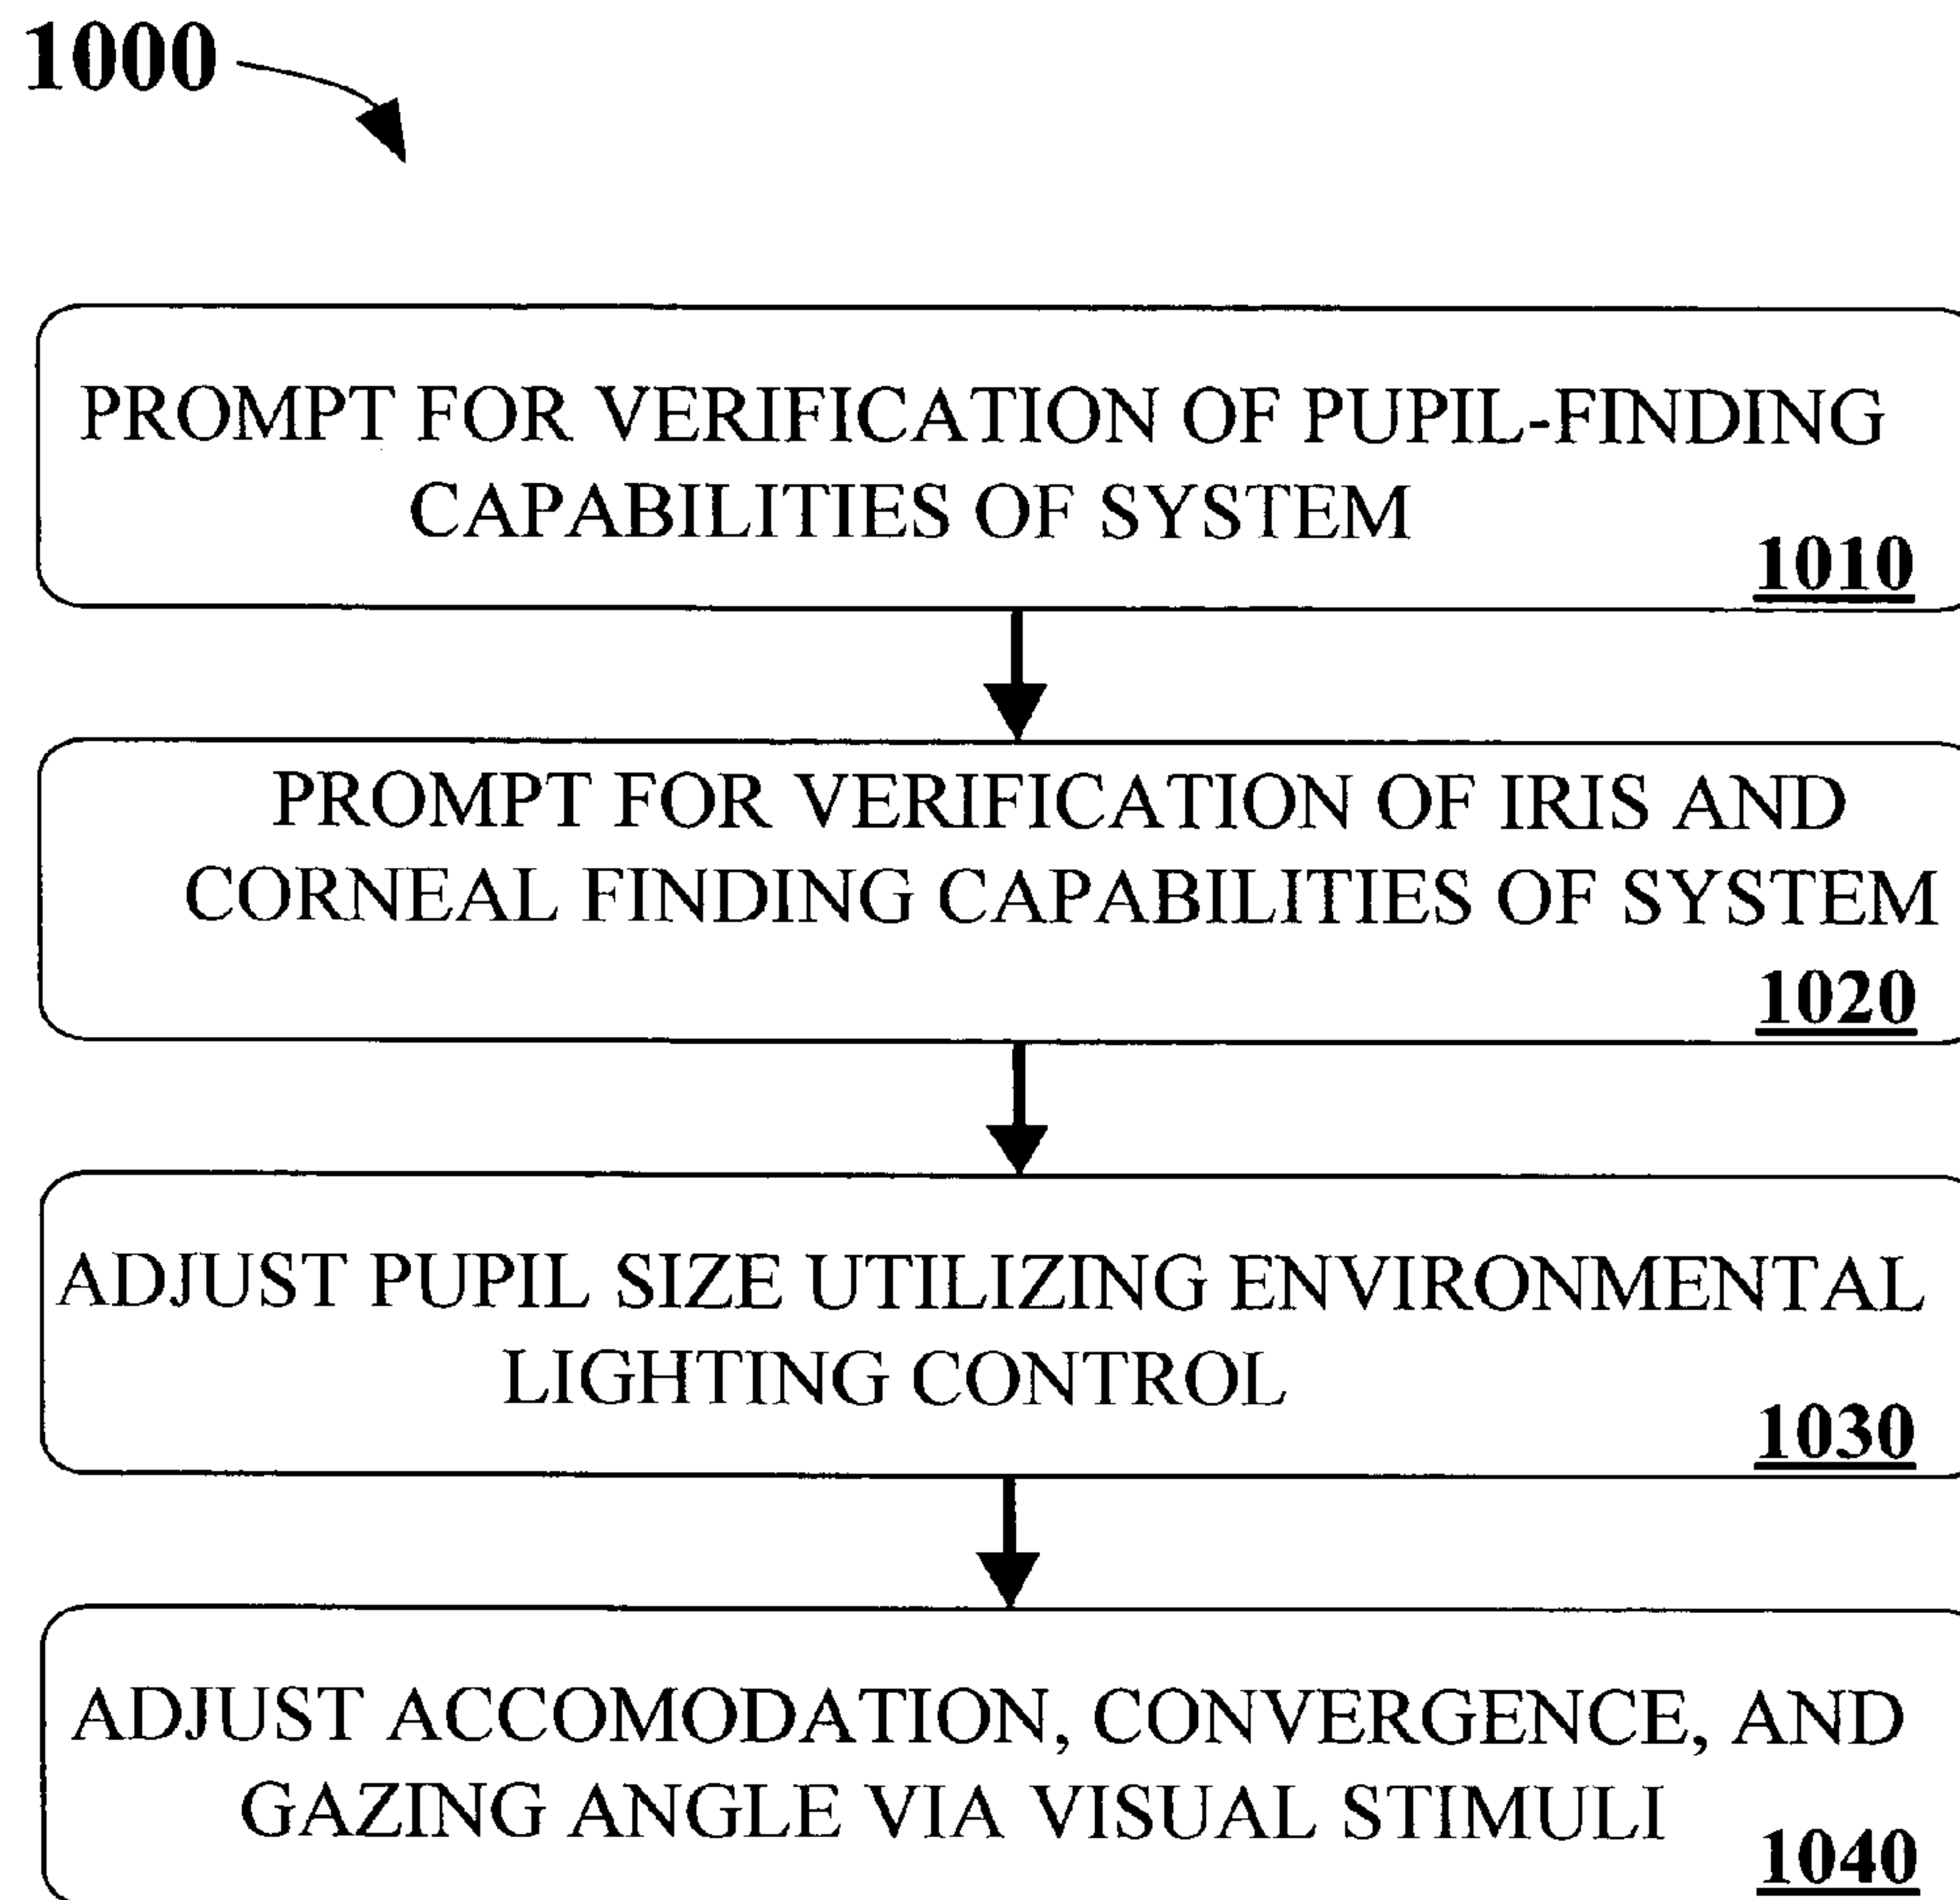 1000
PROMPT FOR VERIFICATION OF PUPIL-FINDING
CAPABILITIES OF SYSTEM
1010
PROMPT FOR VERIFICATION OF IRIS AND
CORNEAL FINDING CAPABILITIES OF SYSTEM
1020
ADJUST PUPIL SIZE UTILIZING ENVIRONMENTAL
LIGHTING CONTROL
1030
ADJUST ACCOMODATION, CONVERGENCE, AND
GAZING ANGLE VIA VISUAL STIMULI
1040